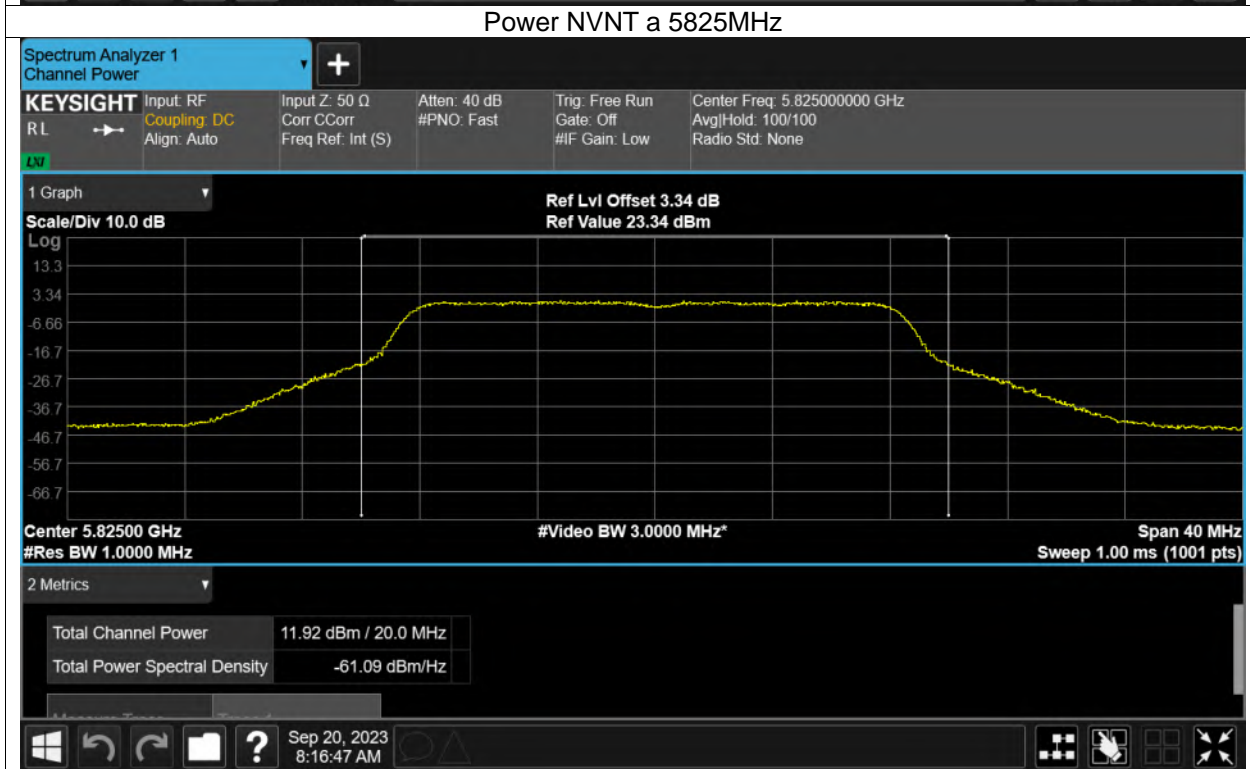 Power NVNT a 5825MHz
Spectrum Analyzer 1
Channel Power
KEYSIGHT
RL
LXI
Input: RF
Coupling: DC
Align: Auto
Input Z: 50 Ω
Corr CCorr
Freq Ref: Int (S)
Atten: 40 dB
#PNO: Fast
Trig: Free Run
Gate: Off
#IF Gain: Low
Center Freq: 5.825000000 GHz
Avg|Hold: 100/100
Radio Std: None
1 Graph
Scale/Div 10.0 dB
Ref Lvl Offset 3.34 dB
Ref Value 23.34 dBm
Log
13.3
3.34
-6.66
-16.7
-26.7
-36.7
-46.7
-56.7
-66.7
Center 5.82500 GHz
#Video BW 3.0000 MHz*
Span 40 MHz
#Res BW 1.0000 MHz
Sweep 1.00 ms (1001 pts)
2 Metrics
Total Channel Power 11.92 dBm / 20.0 MHz
Total Power Spectral Density -61.09 dBm/Hz
Sep 20, 2023
8:16:47 AM